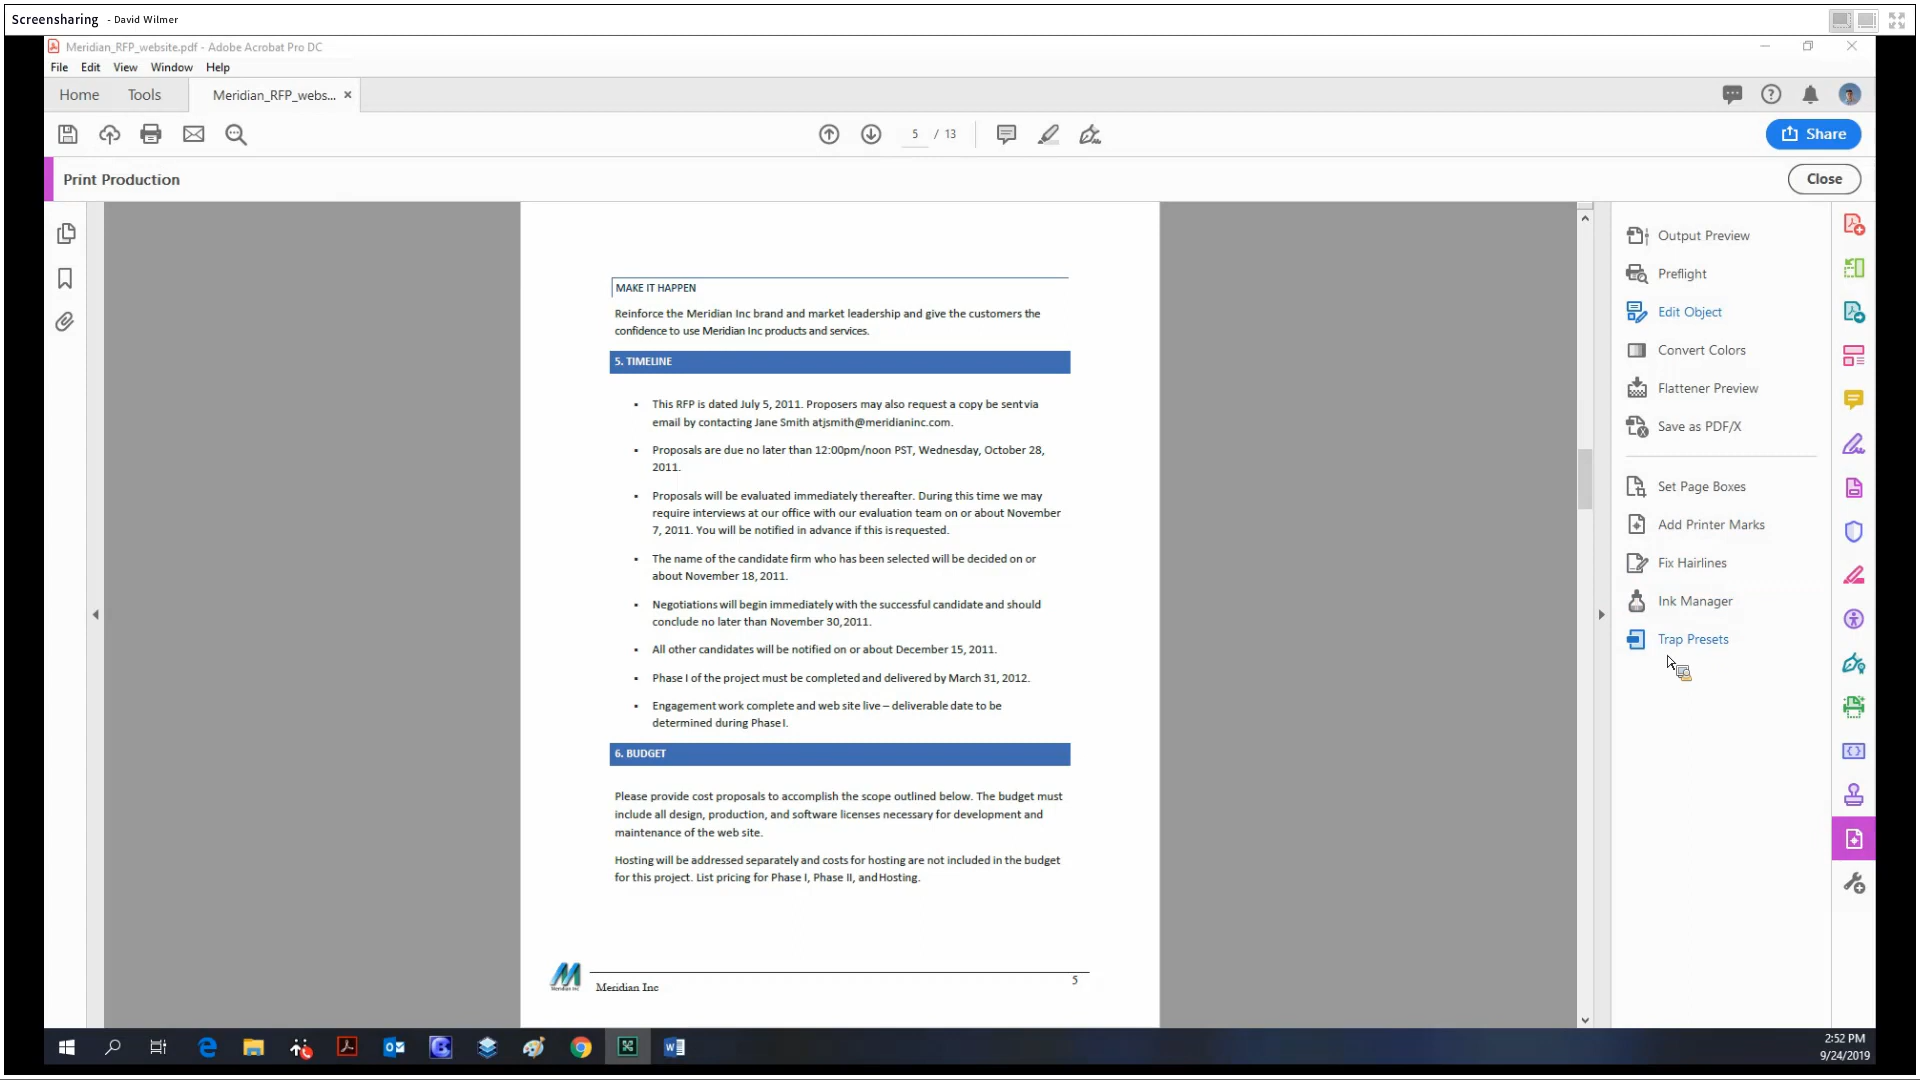 Screensharing - David Wilmer
Meridian_RFP_website.pdf - Adobe Acrobat Pro DC
File Edit View Window Help
Home Tools Meridian_RFP_webs... ×
5 / 13
Share
Print Production
Close
MAKE IT HAPPEN
Reinforce the Meridian Inc brand and market leadership and give the customers the
confidence to use Meridian Inc products and services.
5. TIMELINE
▪ This RFP is dated July 5, 2011. Proposers may also request a copy be sentvia
email by contacting Jane Smith atjsmith@meridianinc.com.
▪ Proposals are due no later than 12:00pm/noon PST, Wednesday, October 28,
2011.
▪ Proposals will be evaluated immediately thereafter. During this time we may
require interviews at our office with our evaluation team on or about November
7, 2011. You will be notified in advance if this is requested.
▪ The name of the candidate firm who has been selected will be decided on or
about November 18, 2011.
▪ Negotiations will begin immediately with the successful candidate and should
conclude no later than November 30,2011.
▪ All other candidates will be notified on or about December 15, 2011.
▪ Phase I of the project must be completed and delivered by March 31, 2012.
▪ Engagement work complete and web site live – deliverable date to be
determined during Phase I.
6. BUDGET
Please provide cost proposals to accomplish the scope outlined below. The budget must
include all design, production, and software licenses necessary for development and
maintenance of the web site.
Hosting will be addressed separately and costs for hosting are not included in the budget
for this project. List pricing for Phase I, Phase II, and Hosting.
Meridian Inc
Meridian Inc
5
Output Preview
Preflight
Edit Object
Convert Colors
Flattener Preview
Save as PDF/X
Set Page Boxes
Add Printer Marks
Fix Hairlines
Ink Manager
Trap Presets
2:52 PM
9/24/2019